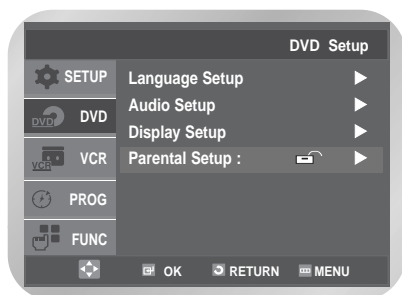 DVD Setup
SETUP
DVD DVD
VCR VCR
PROG
FUNC
Language Setup
Audio Setup
Display Setup
Parental Setup :
OK RETURN MENU